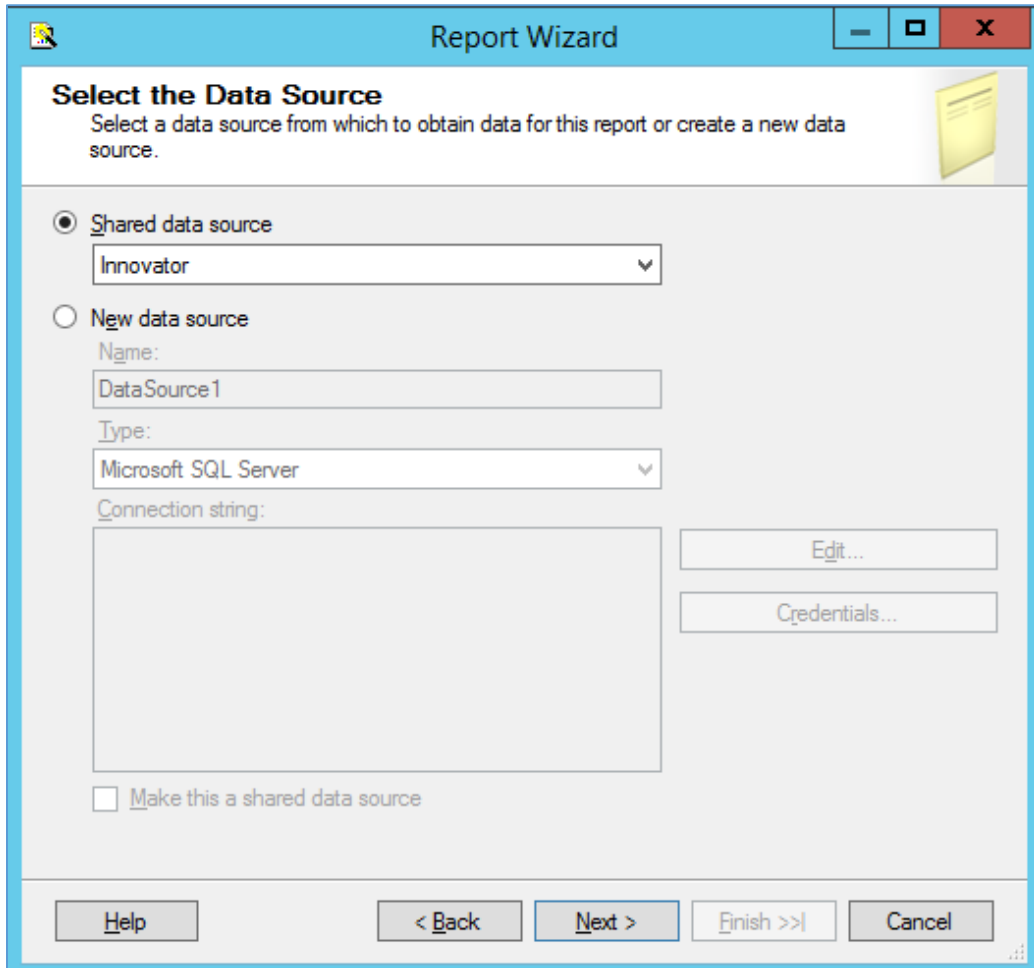 Report Wizard
Select the Data Source
Select a data source from which to obtain data for this report or create a new data
source.
Shared data source
Innovator
New data source
Name:
DataSource1
Type:
Microsoft SQL Server
Connection string:
Edit...
Credentials...
Make this a shared data source
Help
< Back
Next >
Finish >>|
Cancel